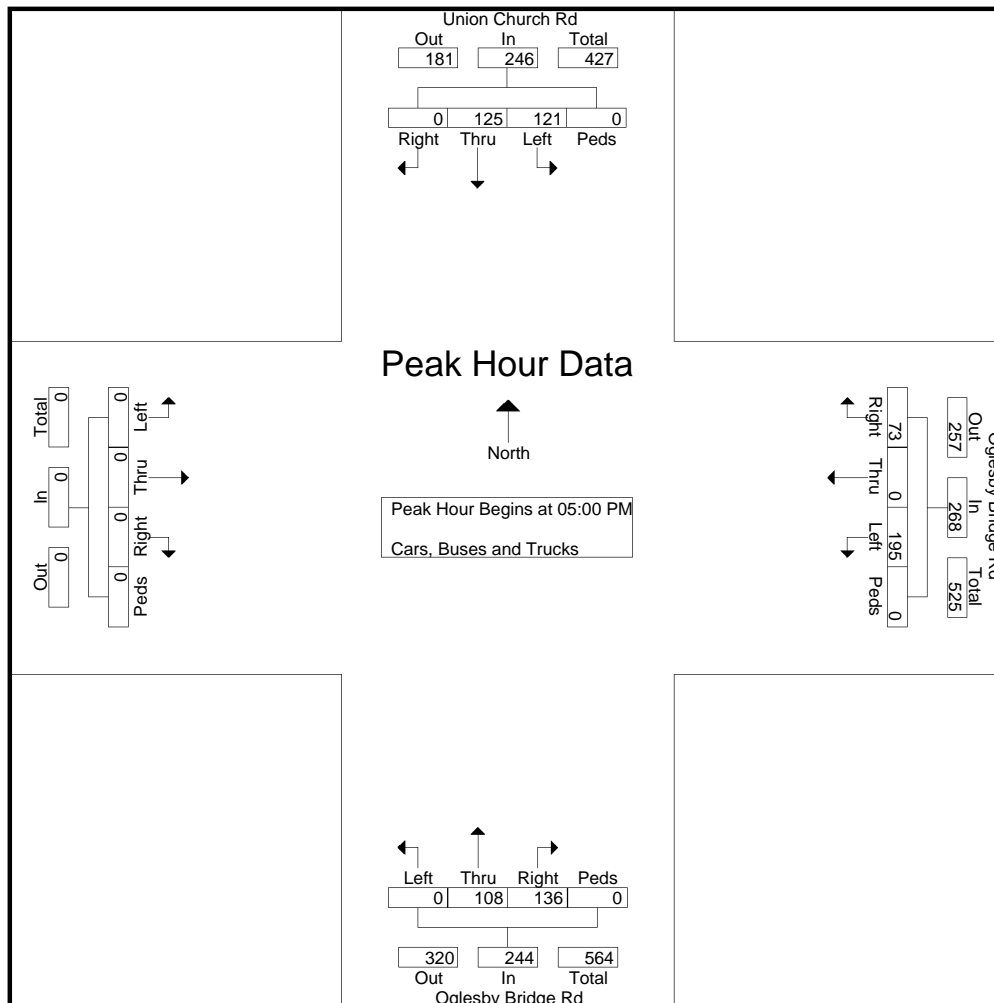 Union Church Rd
Out In Total
181 246 427
0 125 121 0
Right Thru Left Peds
Peak Hour Data
North
Peak Hour Begins at 05:00 PM
Cars, Buses and Trucks
Total In Out
0 0 0
0 0 0 0
Left Thru Right Peds
Oglesby Bridge Rd
Out In Total
257 268 525
73 0 195 0
Right Thru Left Peds
Left Thru Right Peds
0 108 136 0
320 244 564
Out In Total
Oglesby Bridge Rd